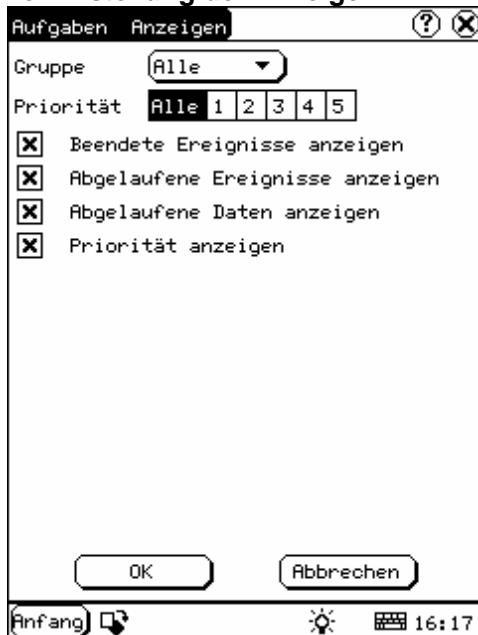 Aufgaben Anzeigen
Gruppe Alle
Priorität Alle 1 2 3 4 5
Beendete Ereignisse anzeigen
Abgelaufene Ereignisse anzeigen
Abgelaufene Daten anzeigen
Priorität anzeigen
OK Abbrechen
Anfang 16:17